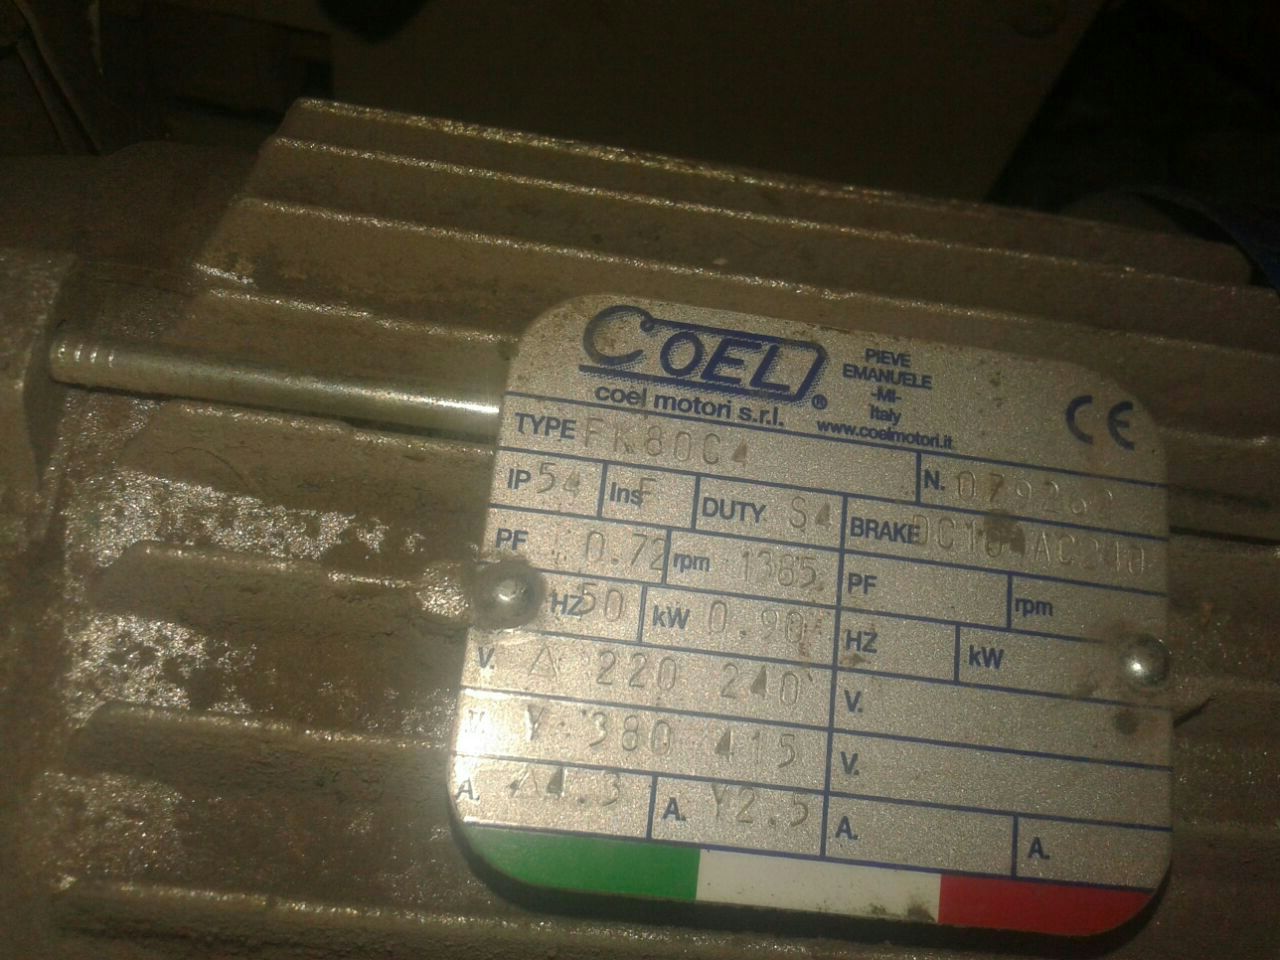 COEL®
PIEVE
EMANUELE
-MI-
Italy
coel motori s.r.l.
www.coelmotori.it
CE
TYPE FK80C4
N.
IP 54 Ins F DUTY S4 BRAKE
PF 0.72 rpm 1385 PF rpm
HZ 50 kW 0.90 HZ kW
V. Δ 220 240 V.
V. Y 380 415 V.
A. Δ4.3 A. Y2.5 A. A.